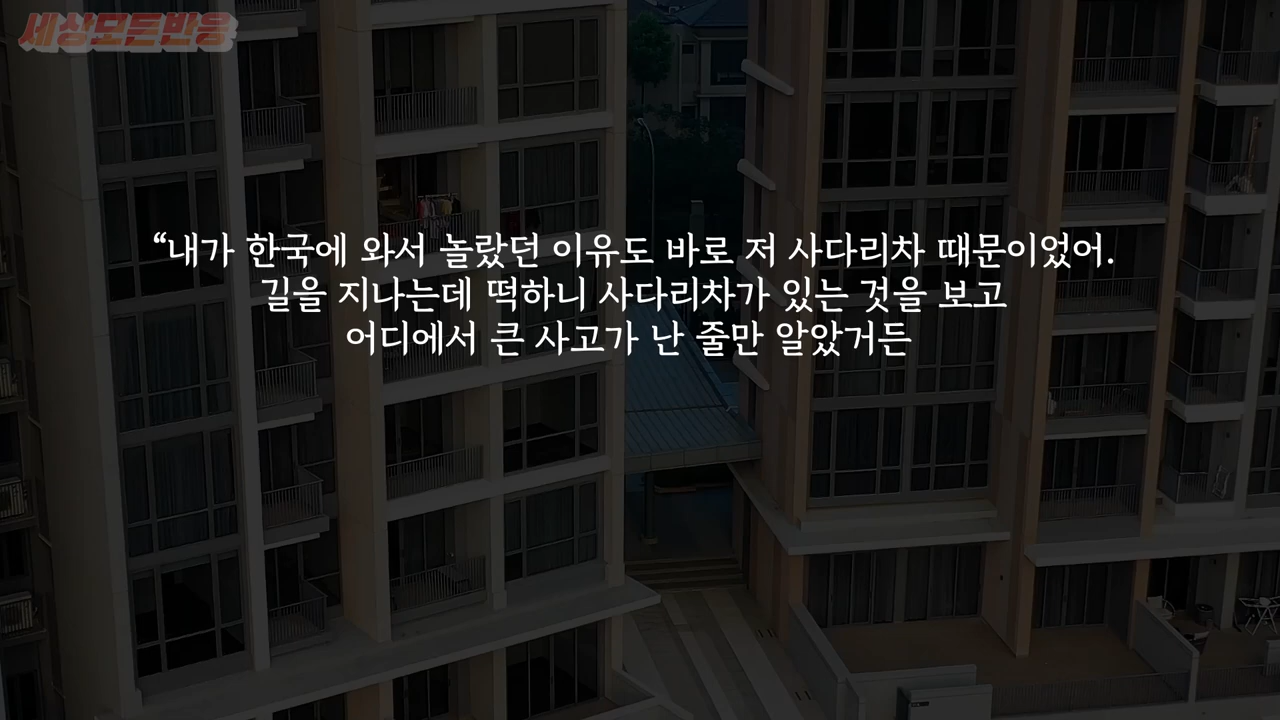 세상모든반응
“내가 한국에 와서 놀랐던 이유도 바로 저 사다리차 때문이었어.
길을 지나는데 떡하니 사다리차가 있는 것을 보고
어디에서 큰 사고가 난 줄만 알았거든